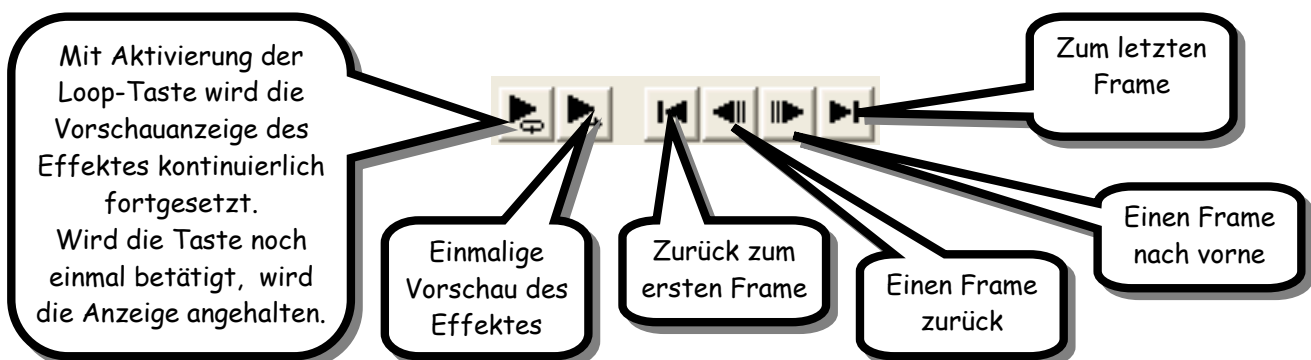 Mit Aktivierung der
Loop-Taste wird die
Vorschauanzeige des
Effektes kontinuierlich
fortgesetzt.
Wird die Taste noch
einmal betätigt, wird
die Anzeige angehalten.
Einmalige
Vorschau des
Effektes
Zurück zum
ersten Frame
Einen Frame
zurück
Einen Frame
nach vorne
Zum letzten
Frame